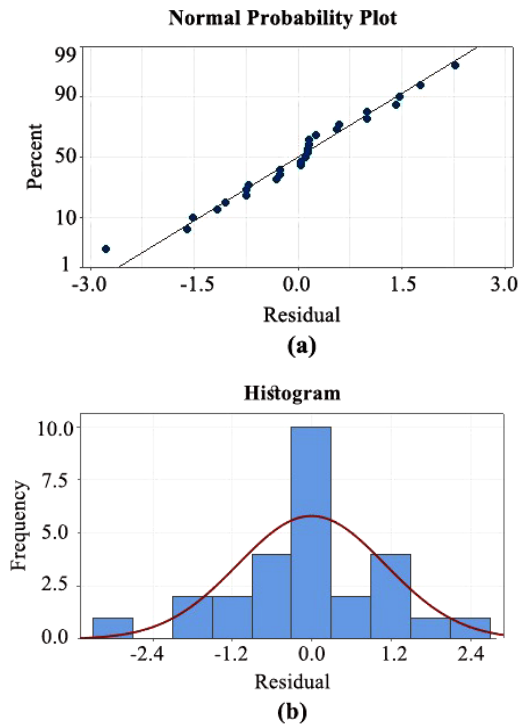 Normal Probability Plot
99
90
50
10
1
Percent
-3.0 -1.5 0.0 1.5 3.0
Residual
(a)
Histogram
10.0
7.5
5.0
2.5
0.0
Frequency
-2.4 -1.2 0.0 1.2 2.4
Residual
(b)